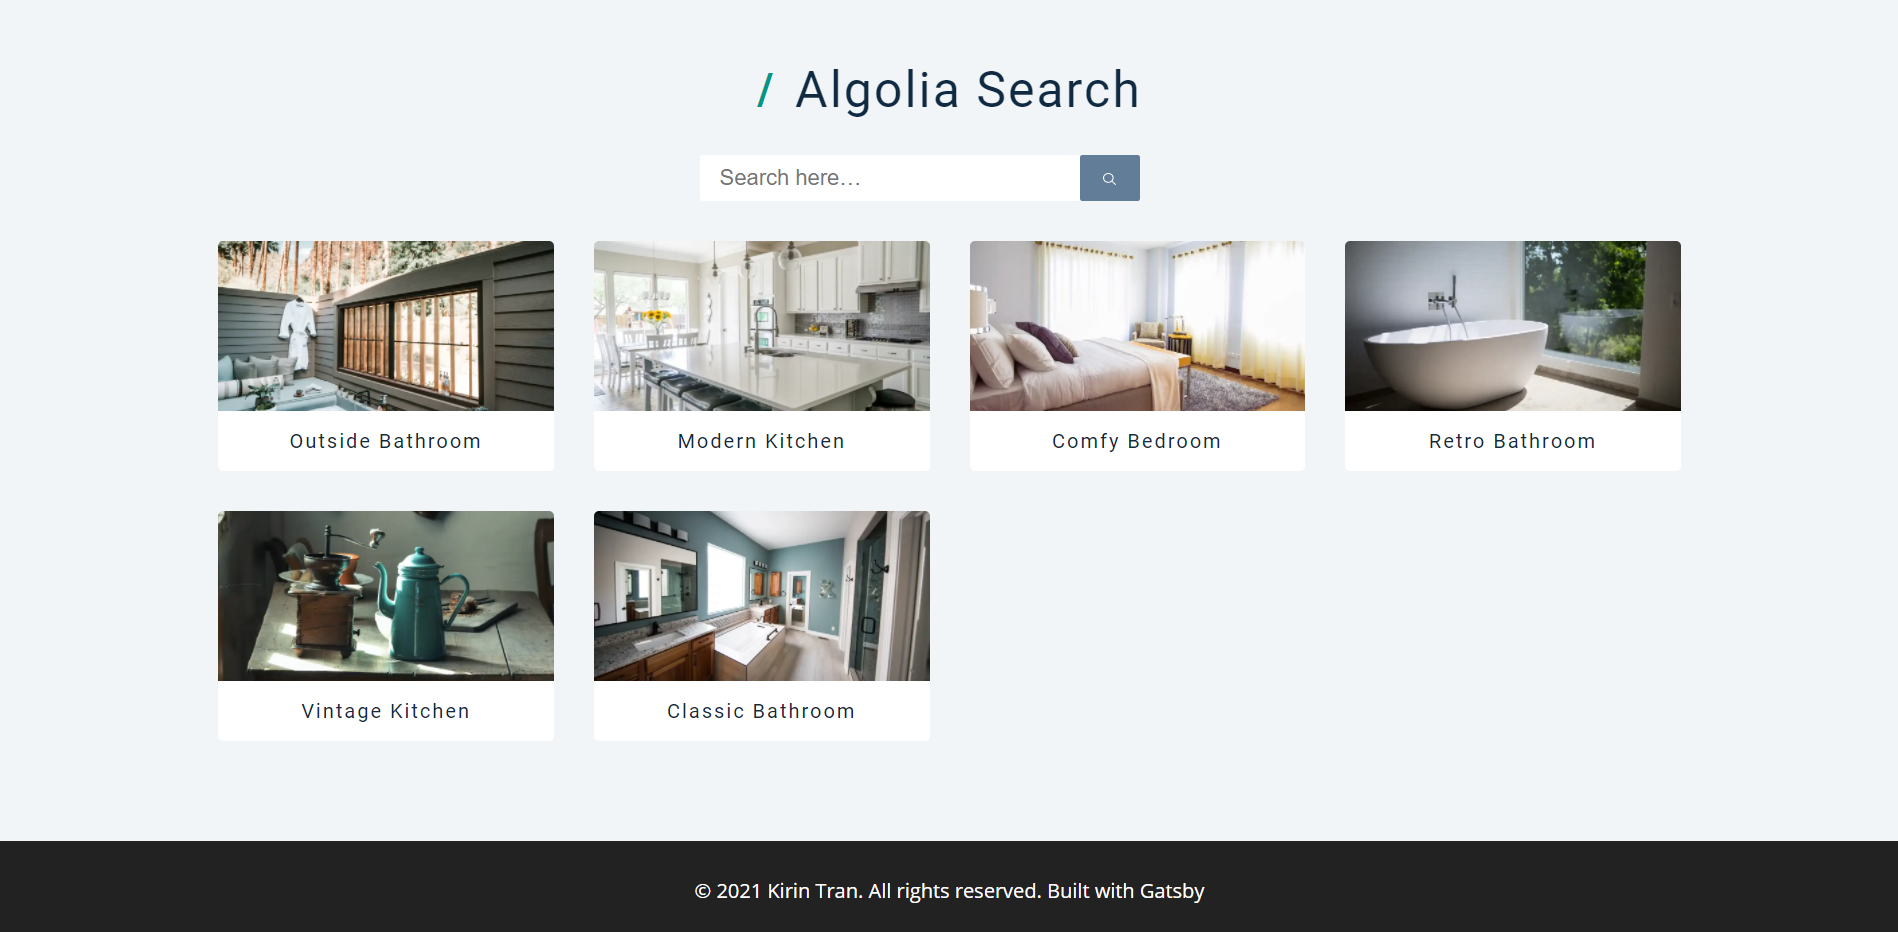 / Algolia Search
Search here...
Outside Bathroom
Modern Kitchen
Comfy Bedroom
Retro Bathroom
Vintage Kitchen
Classic Bathroom
© 2021 Kirin Tran. All rights reserved. Built with Gatsby